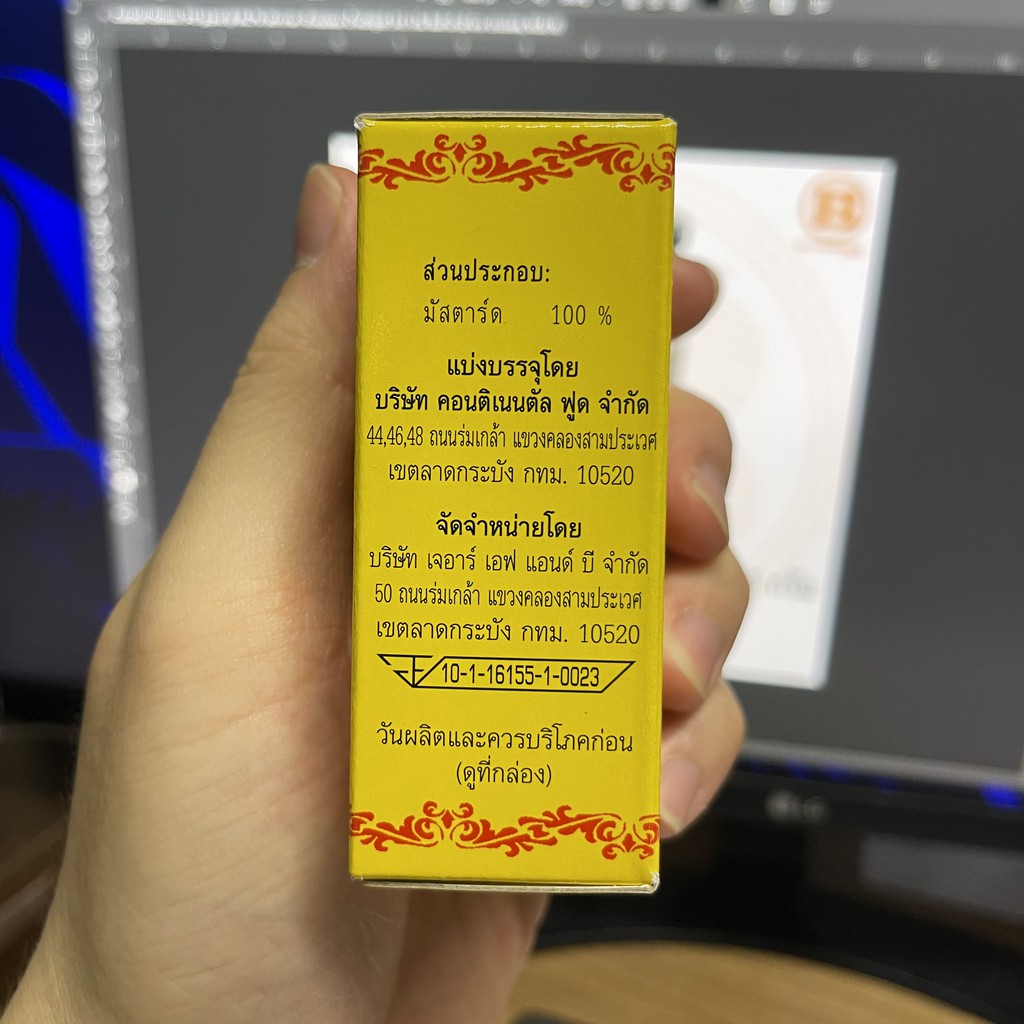 ส่วนประกอบ:
มัสตาร์ด 100 %
แบ่งบรรจุโดย
บริษัท คอนติเนนตัล ฟูด จำกัด
44,46,48 ถนนร่มเกล้า แขวงคลองสามประเวศ
เขตลาดกระบัง กทม. 10520
จัดจำหน่ายโดย
บริษัท เจอาร์ เอฟ แอนด์ บี จำกัด
50 ถนนร่มเกล้า แขวงคลองสามประเวศ
เขตลาดกระบัง กทม. 10520
10-1-16155-1-0023
วันผลิตและควรบริโภคก่อน
(ดูที่กล่อง)
LG